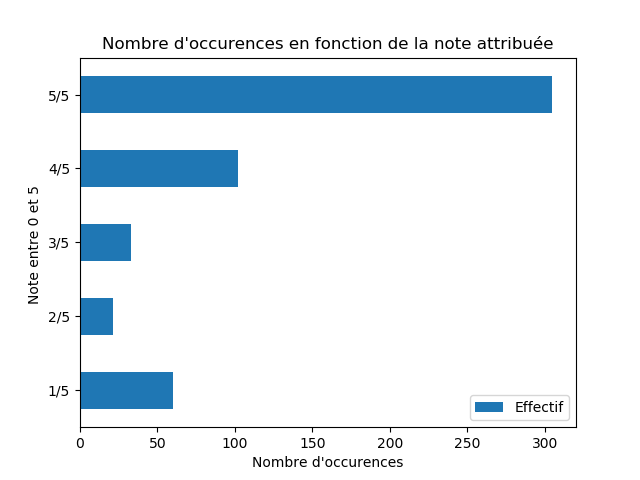 Nombre d'occurences en fonction de la note attribuée
5/5
4/5
3/5
2/5
1/5
Note entre 0 et 5
Effectif
0 50 100 150 200 250 300
Nombre d'occurences